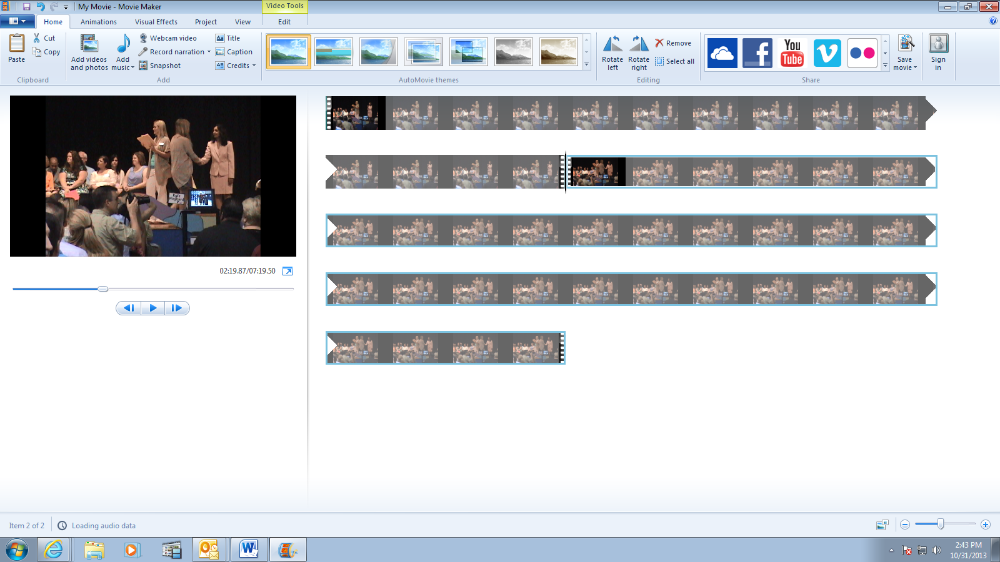 My Movie - Movie Maker
Video Tools
Home
Animations
Visual Effects
Project
View
Edit
Paste
Cut
Copy
Clipboard
Add videos
and photos
Add
music
Webcam video
Record narration
Snapshot
Title
Caption
Credits
Add
AutoMovie themes
Rotate
left
Rotate
right
Remove
Select all
Editing
f
You
Tube
v
Share
Save
movie
Sign
in
02:19.87/07:19.50
Item 2 of 2
Loading audio data
2:43 PM
10/31/2013